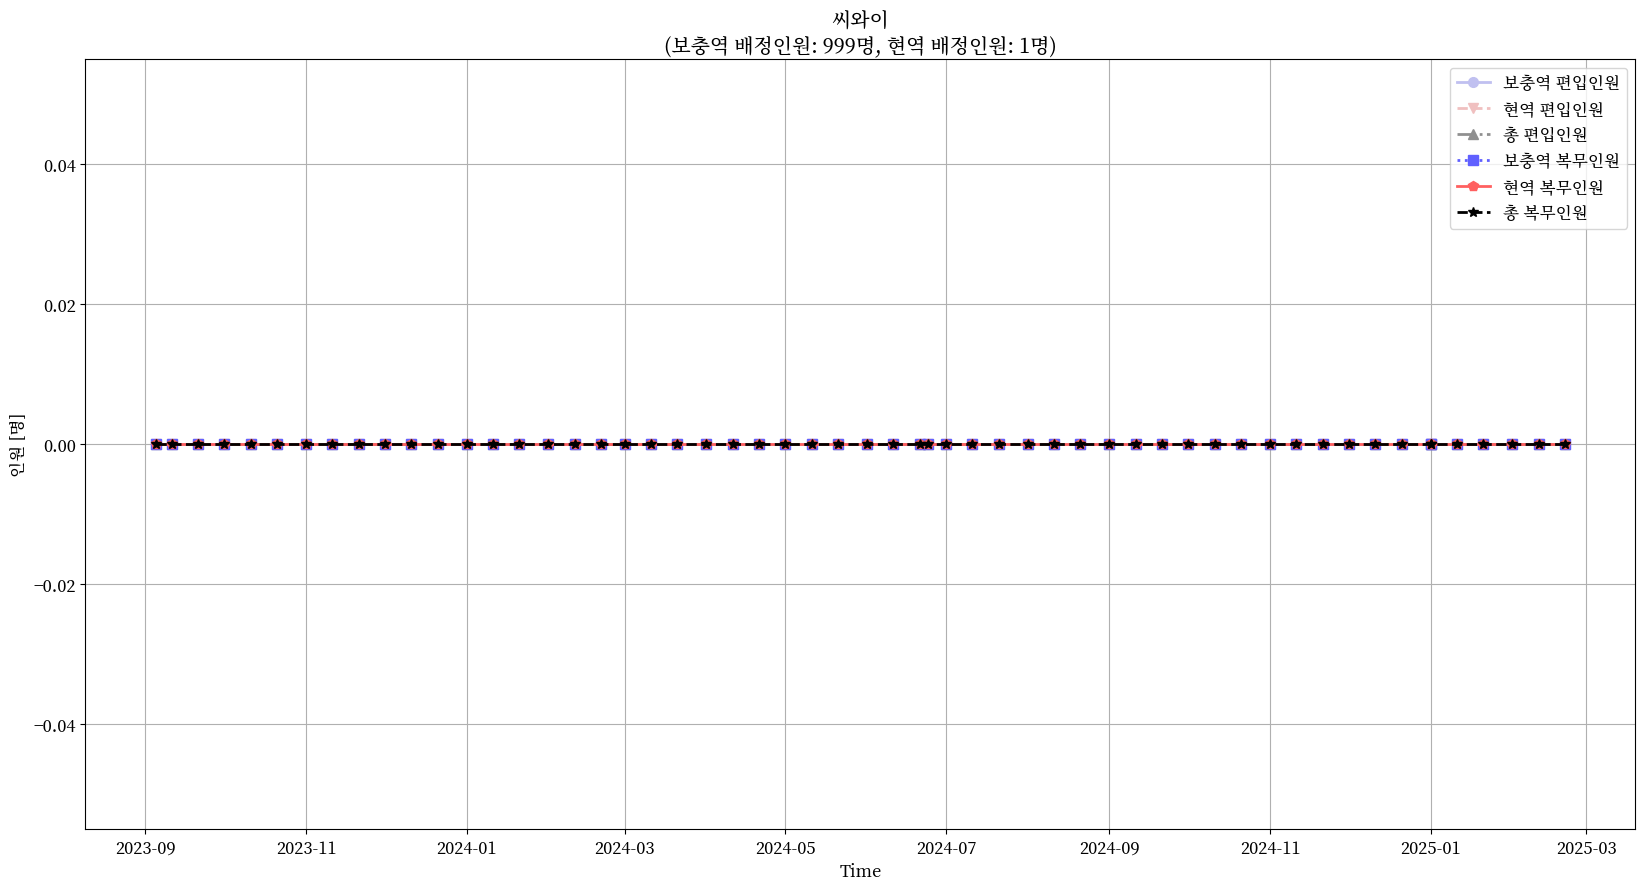 씨와이
(보충역 배정인원: 999명, 현역 배정인원: 1명)
보충역 편입인원
현역 편입인원
총 편입인원
보충역 복무인원
현역 복무인원
총 복무인원
인원 [명]
0.04
0.02
0.00
−0.02
−0.04
2023-09
2023-11
2024-01
2024-03
2024-05
2024-07
2024-09
2024-11
2025-01
2025-03
Time